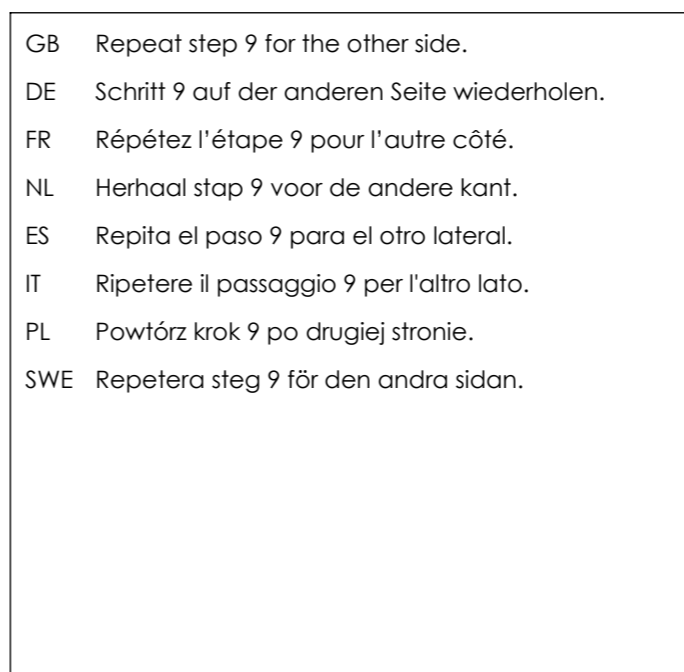 GB Repeat step 9 for the other side.
DE Schritt 9 auf der anderen Seite wiederholen.
FR Répétez l’étape 9 pour l’autre côté.
NL Herhaal stap 9 voor de andere kant.
ES Repita el paso 9 para el otro lateral.
IT Ripetere il passaggio 9 per l'altro lato.
PL Powtórz krok 9 po drugiej stronie.
SWE Repetera steg 9 för den andra sidan.